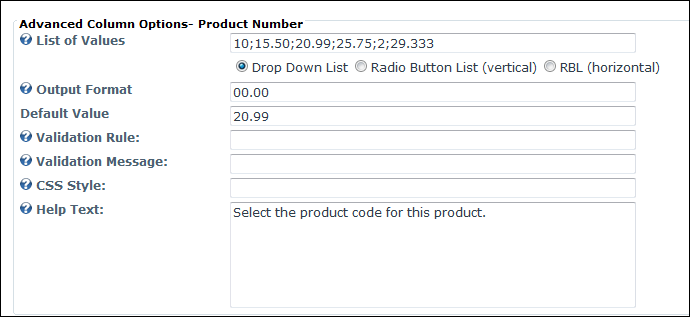 Advanced Column Options- Product Number
List of Values 10;15.50;20.99;25.75;2;29.333
Drop Down List Radio Button List (vertical) RBL (horizontal)
Output Format 00.00
Default Value 20.99
Validation Rule:
Validation Message:
CSS Style:
Help Text: Select the product code for this product.